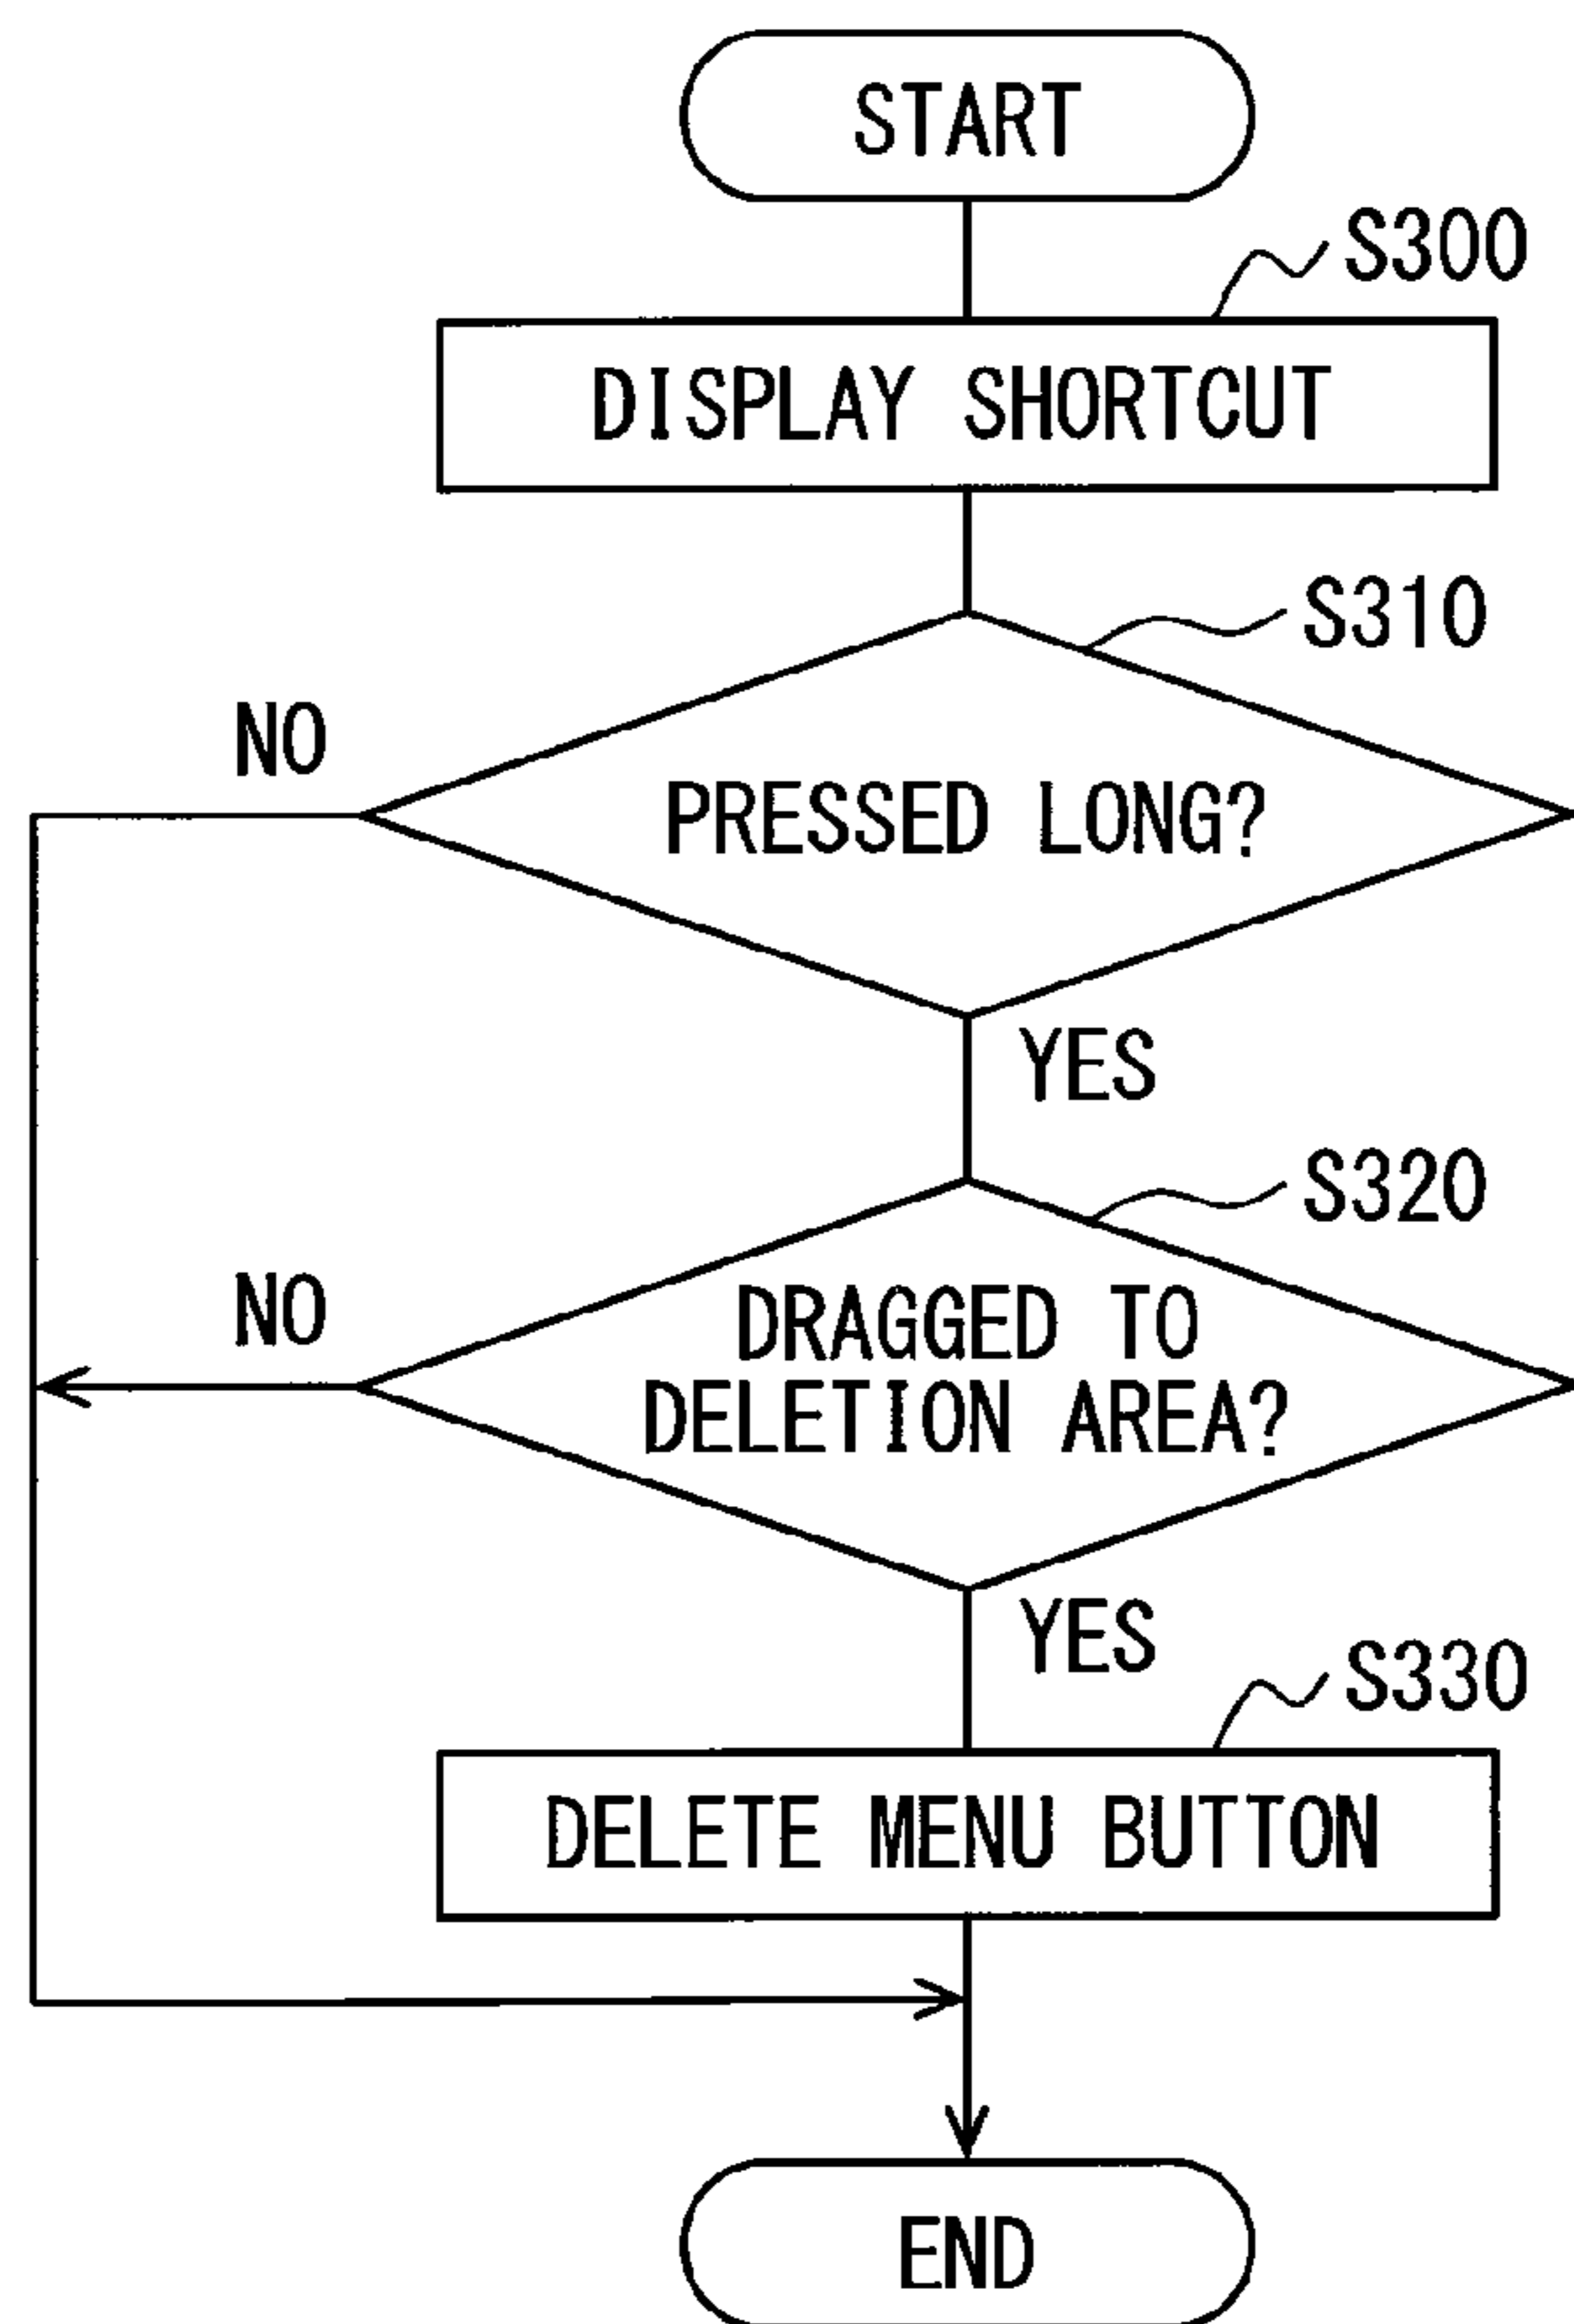 START
S300
DISPLAY SHORTCUT
S310
NO
PRESSED LONG?
YES
S320
NO
DRAGGED TO
DELETION AREA?
YES
S330
DELETE MENU BUTTON
END